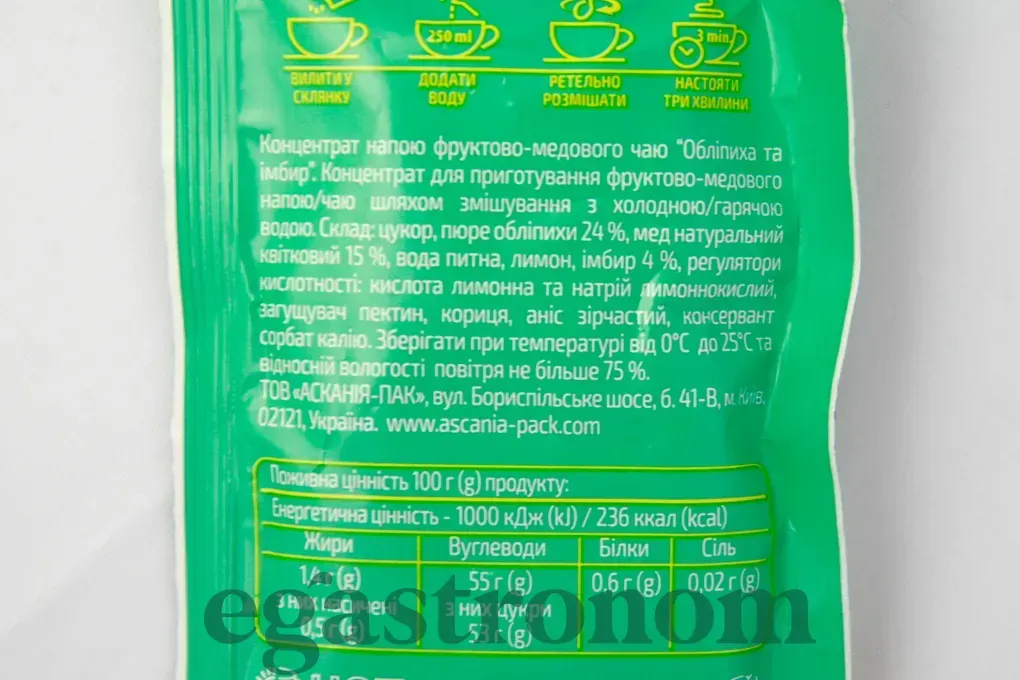 250 ml
3 min.
ВИЛИТИ У СКЛЯНКУ
ДОДАТИ ВОДУ
РЕТЕЛЬНО РОЗМІШАТИ
НАСТОЯТИ ТРИ ХВИЛИНИ
Концентрат напою фруктово-медового чаю "Обліпиха та
імбир". Концентрат для приготування фруктово-медового
напою/чаю шляхом змішування з холодною/гарячою
водою. Склад: цукор, пюре обліпихи 24 %, мед натуральний
квітковий 15 %, вода питна, лимон, імбир 4 %, регулятори
кислотності: кислота лимонна та натрій лимоннокислий,
загущувач пектин, кориця, аніс зірчастий, консервант
сорбат калію. Зберігати при температурі від 0°С до 25°С та
відносній вологості повітря не більше 75 %.
ТОВ «АСКАНІЯ-ПАК», вул. Бориспільське шосе, б. 41-В, м. Київ,
02121, Україна. www.ascania-pack.com
Поживна цінність 100 г (g) продукту:
Енергетична цінність - 1000 кДж (kJ) / 236 ккал (kcal)
Жири Вуглеводи Білки Сіль
1,4 г (g) 55 г (g) 0.6 г (g) 0,02 г (g)
з них насичені з них цукри
0,5 г (g) 53 г (g)
egastronom